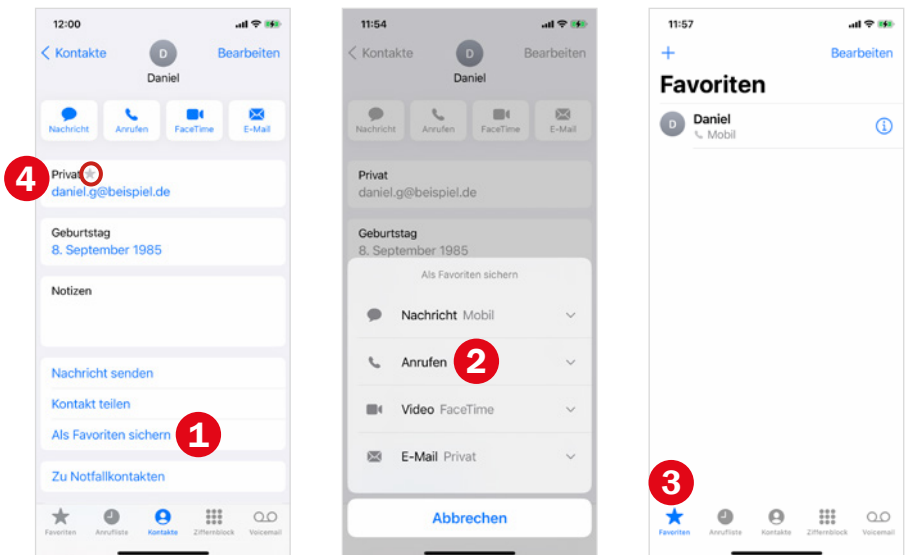 12:00
Kontakte
D
Bearbeiten
Daniel
Nachricht
Anrufen
FaceTime
E-Mail
4
Privat
daniel.g@beispiel.de
Geburtstag
8. September 1985
Notizen
Nachricht senden
Kontakt teilen
Als Favoriten sichern
1
Zu Notfallkontakten
Favoriten
Anrufliste
Kontakte
Ziffernblock
Voicemail
11:54
Kontakte
D
Bearbeiten
Daniel
Nachricht
Anrufen
FaceTime
E-Mail
Privat
daniel.g@beispiel.de
Geburtstag
8. September 1985
Als Favoriten sichern
Nachricht Mobil
Anrufen
2
Video FaceTime
E-Mail Privat
Abbrechen
11:57
+
Bearbeiten
Favoriten
D
Daniel
Mobil
3
Favoriten
Anrufliste
Kontakte
Ziffernblock
Voicemail